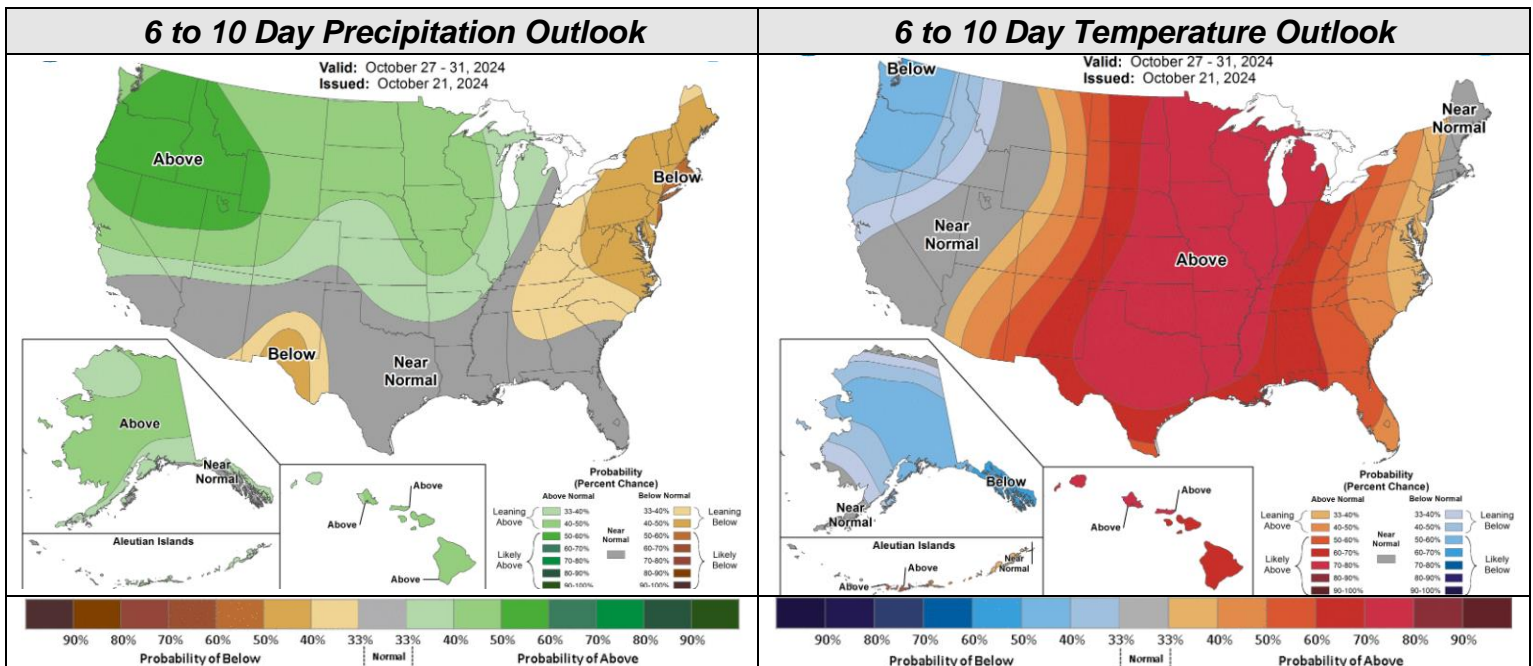 6 to 10 Day Precipitation Outlook
Valid: October 27 - 31, 2024
Issued: October 21, 2024
Above
Below
Below
Near
Normal
Above
Near
Normal
Above
Above
Above
Aleutian Islands
Probability
(Percent Chance)
Above Normal
Below Normal
Leaning
Above
33-40%
40-50%
Likely
Above
50-60%
60-70%
70-80%
80-90%
90-100%
Near
Normal
33-40%
40-50%
Leaning
Below
50-60%
60-70%
70-80%
80-90%
90-100%
Likely
Below
90% 80% 70% 60% 50% 40% 33% 33% 40% 50% 60% 70% 80% 90%
Probability of Below Normal Probability of Above
6 to 10 Day Temperature Outlook
Valid: October 27 - 31, 2024
Issued: October 21, 2024
Below
Near
Normal
Near
Normal
Above
Below
Near
Normal
Above
Above
Aleutian Islands
Near
Normal
Above
Above
Probability
(Percent Chance)
Above Normal
Below Normal
Leaning
Above
33-40%
40-50%
Likely
Above
50-60%
60-70%
70-80%
80-90%
90-100%
Near
Normal
33-40%
40-50%
Leaning
Below
50-60%
60-70%
70-80%
80-90%
90-100%
Likely
Below
90% 80% 70% 60% 50% 40% 33% 33% 40% 50% 60% 70% 80% 90%
Probability of Below Normal Probability of Above